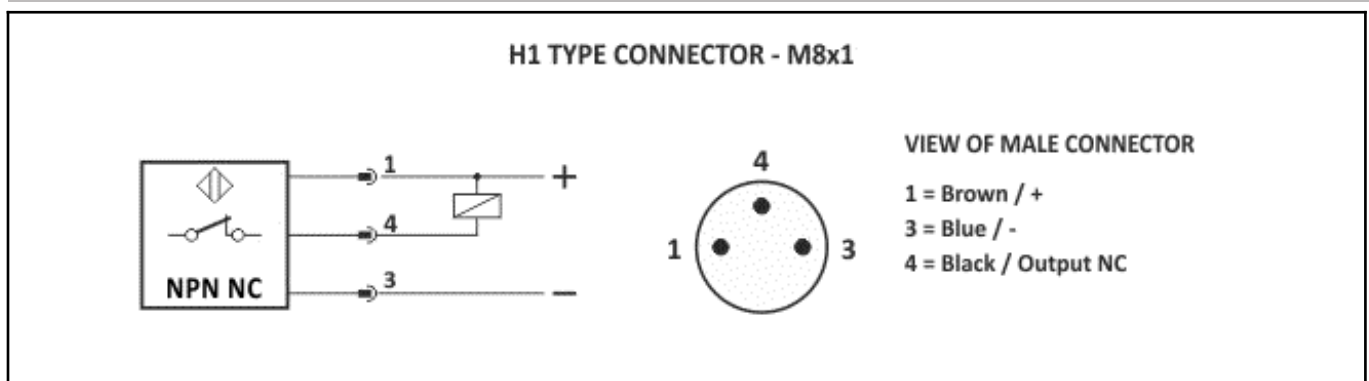 H1 TYPE CONNECTOR - M8x1
1
+
4
NPN NC
3
−
4
1
3
VIEW OF MALE CONNECTOR
1 = Brown / +
3 = Blue / -
4 = Black / Output NC